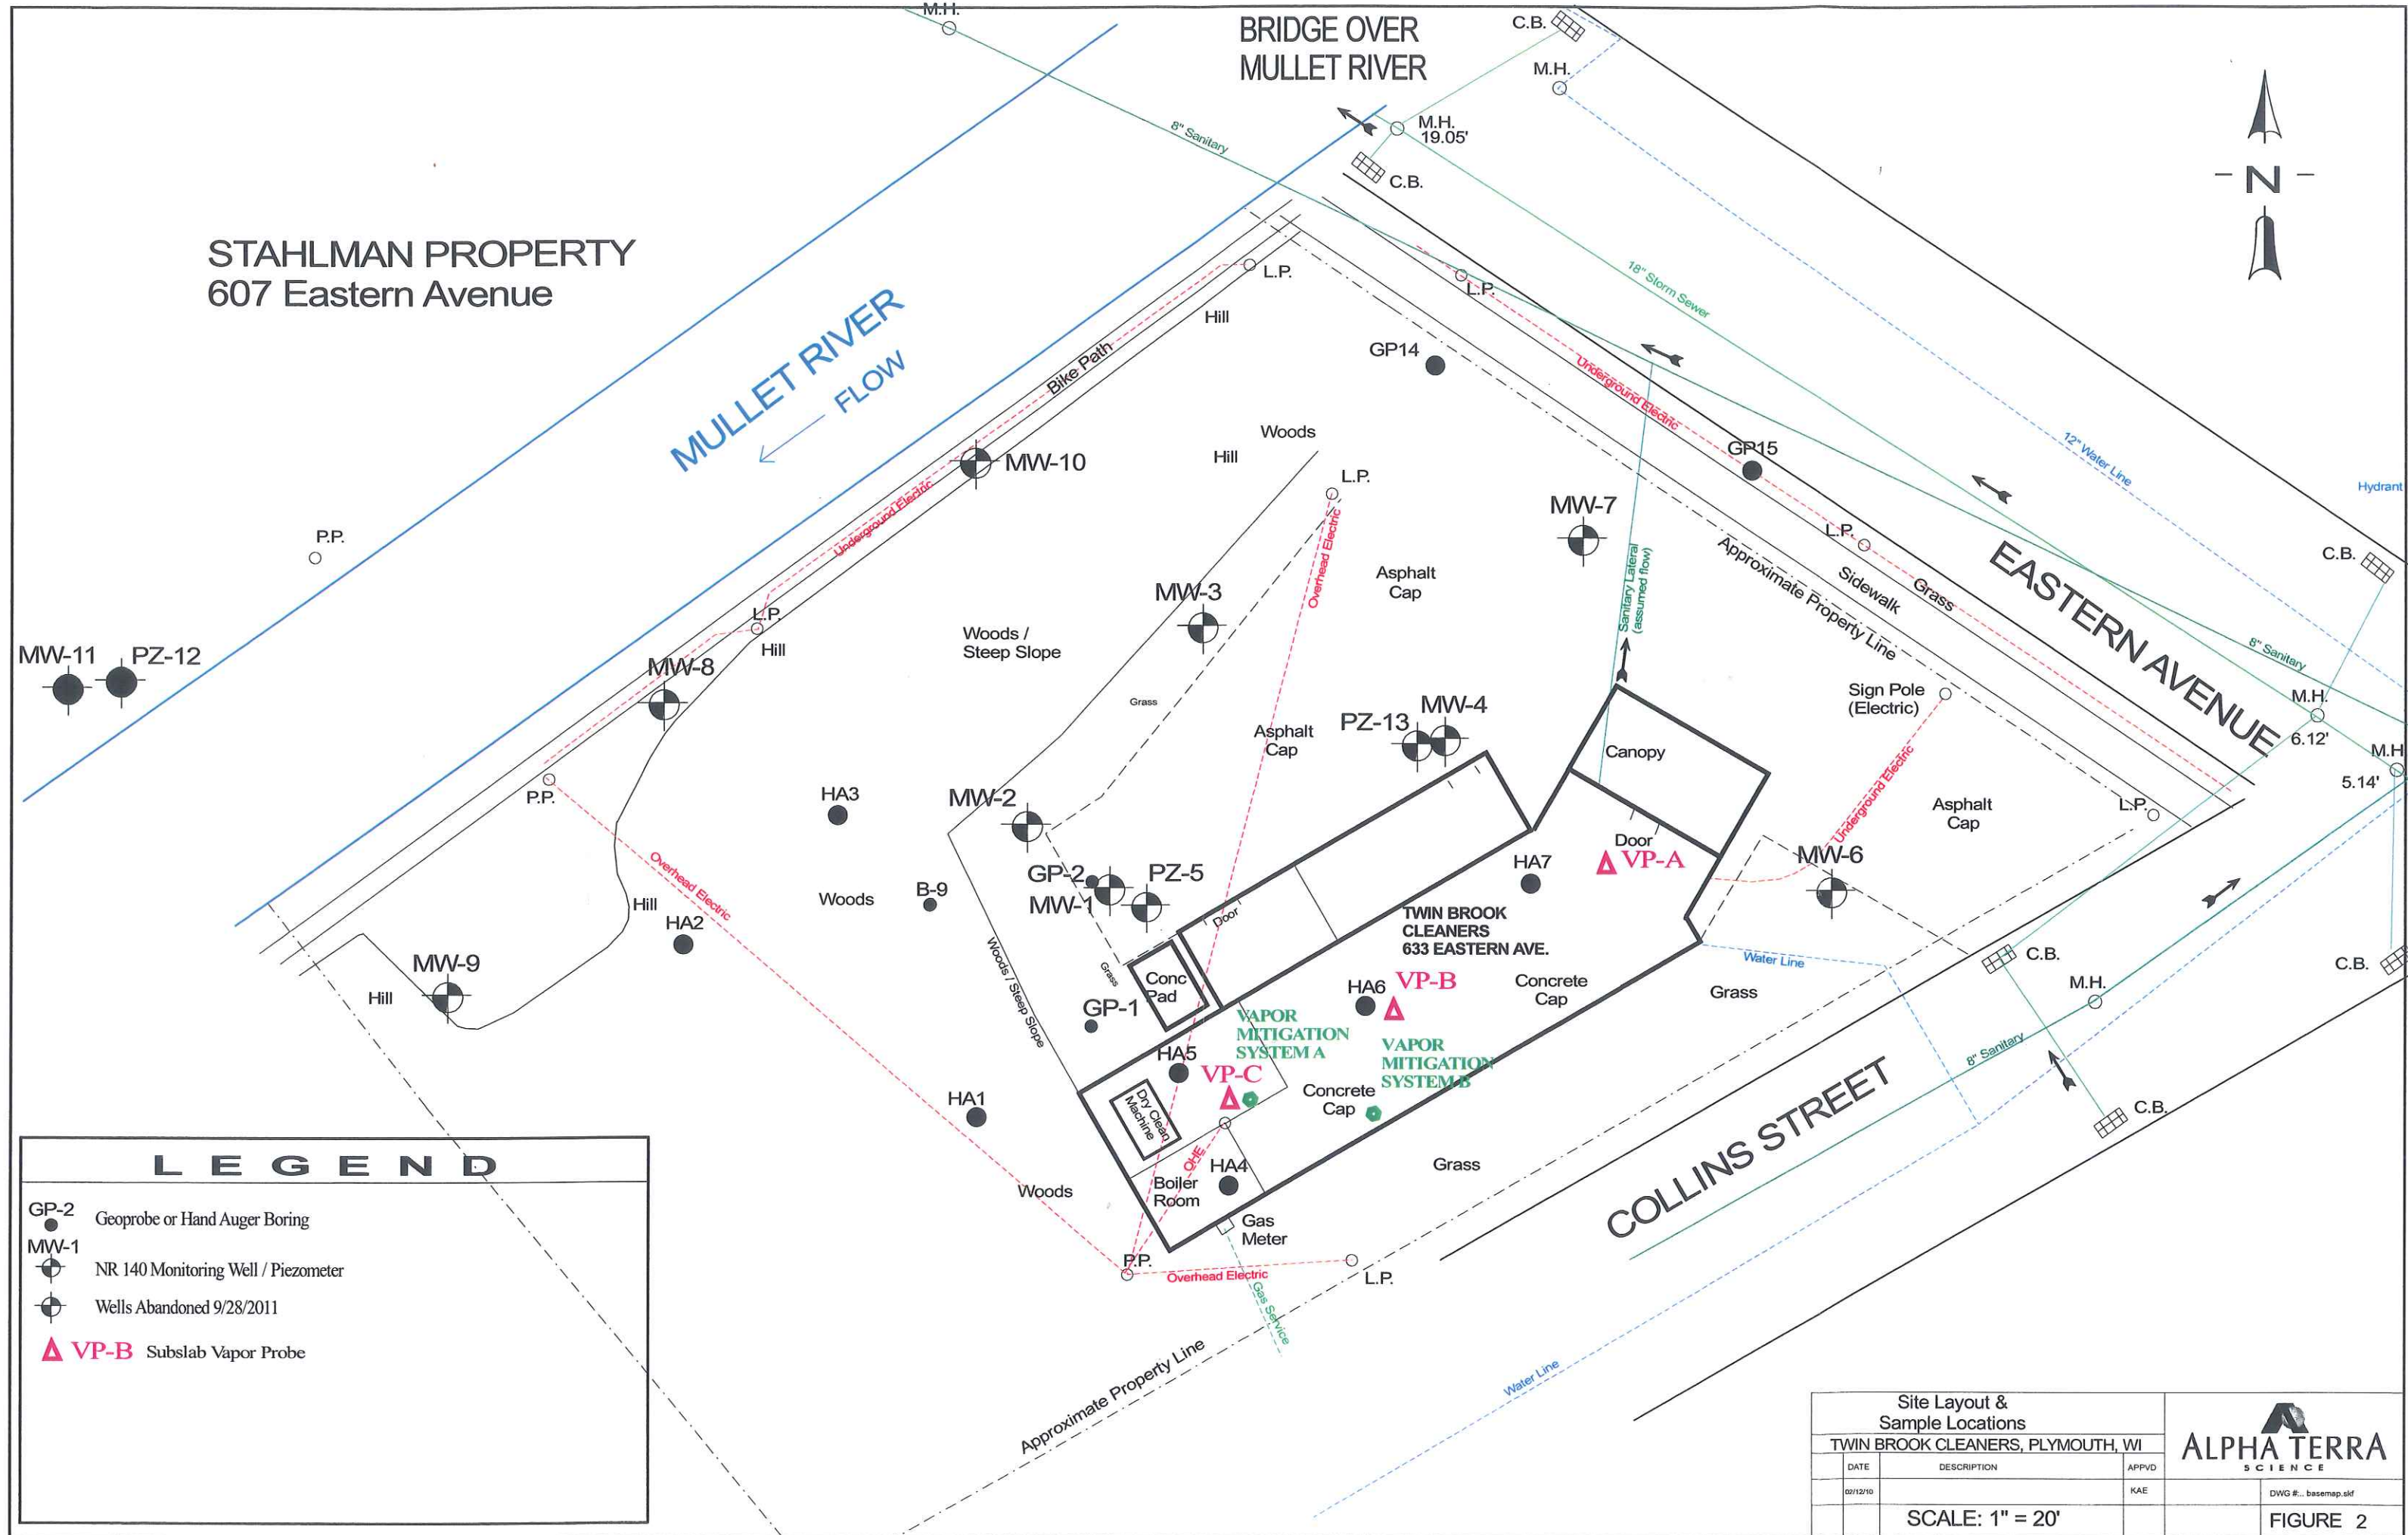 M.H.
BRIDGE OVER
MULLET RIVER
C.B.
M.H.
M.H.
19.05'
C.B.
8" Sanitary
- N -
STAHLMAN PROPERTY
607 Eastern Avenue
L.P.
L.P.
18" Storm Sewer
Hill
MULLET RIVER
FLOW
Bike Path
GP14
Underground Electric
Woods
Hill
GP15
12" Water Line
Hydrant
MW-10
L.P.
MW-7
Underground Electric
P.P.
Overhead Electric
Asphalt
Cap
Sanitary Lateral
(assumed flow)
L.P.
Approximate Property Line
Sidewalk
Grass
EASTERN AVENUE
C.B.
MW-3
L.P.
Hill
Woods /
Steep Slope
MW-11
PZ-12
MW-8
8" Sanitary
Grass
Sign Pole
(Electric)
M.H.
6.12'
M.H.
5.14'
PZ-13
MW-4
Asphalt
Cap
Canopy
Underground Electric
P.P.
HA3
MW-2
Asphalt
Cap
L.P.
Door
VP-A
HA7
MW-6
Overhead Electric
GP-2
PZ-5
MW-1
B-9
Woods
Hill
HA2
Door
TWIN BROOK
CLEANERS
633 EASTERN AVE.
Woods / Steep Slope
Grass
Water Line
C.B.
C.B.
MW-9
Hill
Conc
Pad
HA6
VP-B
Concrete
Cap
Grass
M.H.
GP-1
VAPOR
MITIGATION
SYSTEM A
VAPOR
MITIGATION
SYSTEM B
8" Sanitary
HA5
VP-C
Concrete
Cap
HA1
Dry Clean
Machine
C.B.
COLLINS STREET
OHE
HA4
Boiler
Room
Grass
Woods
Gas
Meter
P.P.
Overhead Electric
L.P.
Gas Service
Approximate Property Line
Water Line
LEGEND
GP-2
Geoprobe or Hand Auger Boring
MW-1
NR 140 Monitoring Well / Piezometer
Wells Abandoned 9/28/2011
VP-B Subslab Vapor Probe
Site Layout &
Sample Locations
TWIN BROOK CLEANERS, PLYMOUTH, WI
DATE DESCRIPTION APPVD
02/12/10 KAE
SCALE: 1" = 20'
ALPHA TERRA
SCIENCE
DWG #:.. basemap.skf
FIGURE 2